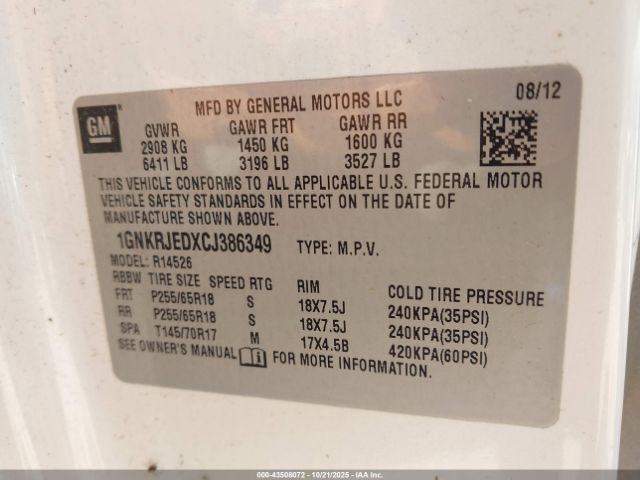 MFD BY GENERAL MOTORS LLC 08/12
GM
GVWR GAWR FRT GAWR RR
2908 KG 1450 KG 1600 KG
6411 LB 3196 LB 3527 LB
THIS VEHICLE CONFORMS TO ALL APPLICABLE U.S. FEDERAL MOTOR
VEHICLE SAFETY STANDARDS IN EFFECT ON THE DATE OF
MANUFACTURE SHOWN ABOVE.
1GNKRJEDXCJ386349 TYPE: M.P.V.
MODEL: R14526
RBBW TIRE SIZE SPEED RTG RIM COLD TIRE PRESSURE
FRT P255/65R18 S 18X7.5J 240KPA(35PSI)
RR P255/65R18 S 18X7.5J 240KPA(35PSI)
SPA T145/70R17 M 17X4.5B 420KPA(60PSI)
SEE OWNER'S MANUAL i FOR MORE INFORMATION.
000-43508072 - 10/21/2025 - IAAI.com